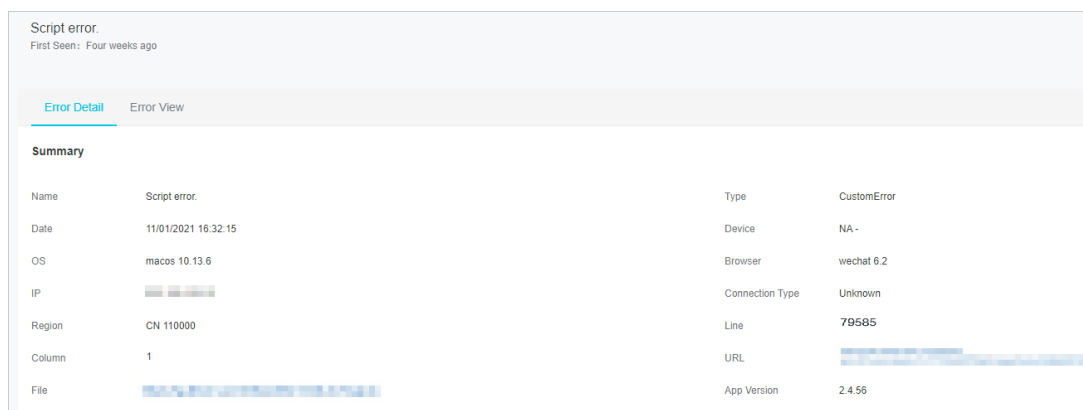 Script error.
First Seen： Four weeks ago
Error Detail Error View
Summary
Name Script error. Type CustomError
Date 11/01/2021 16:32:15 Device NA -
OS macos 10.13.6 Browser wechat 6.2
IP Connection Type Unknown
Region CN 110000 Line 79585
Column 1 URL
File App Version 2.4.56